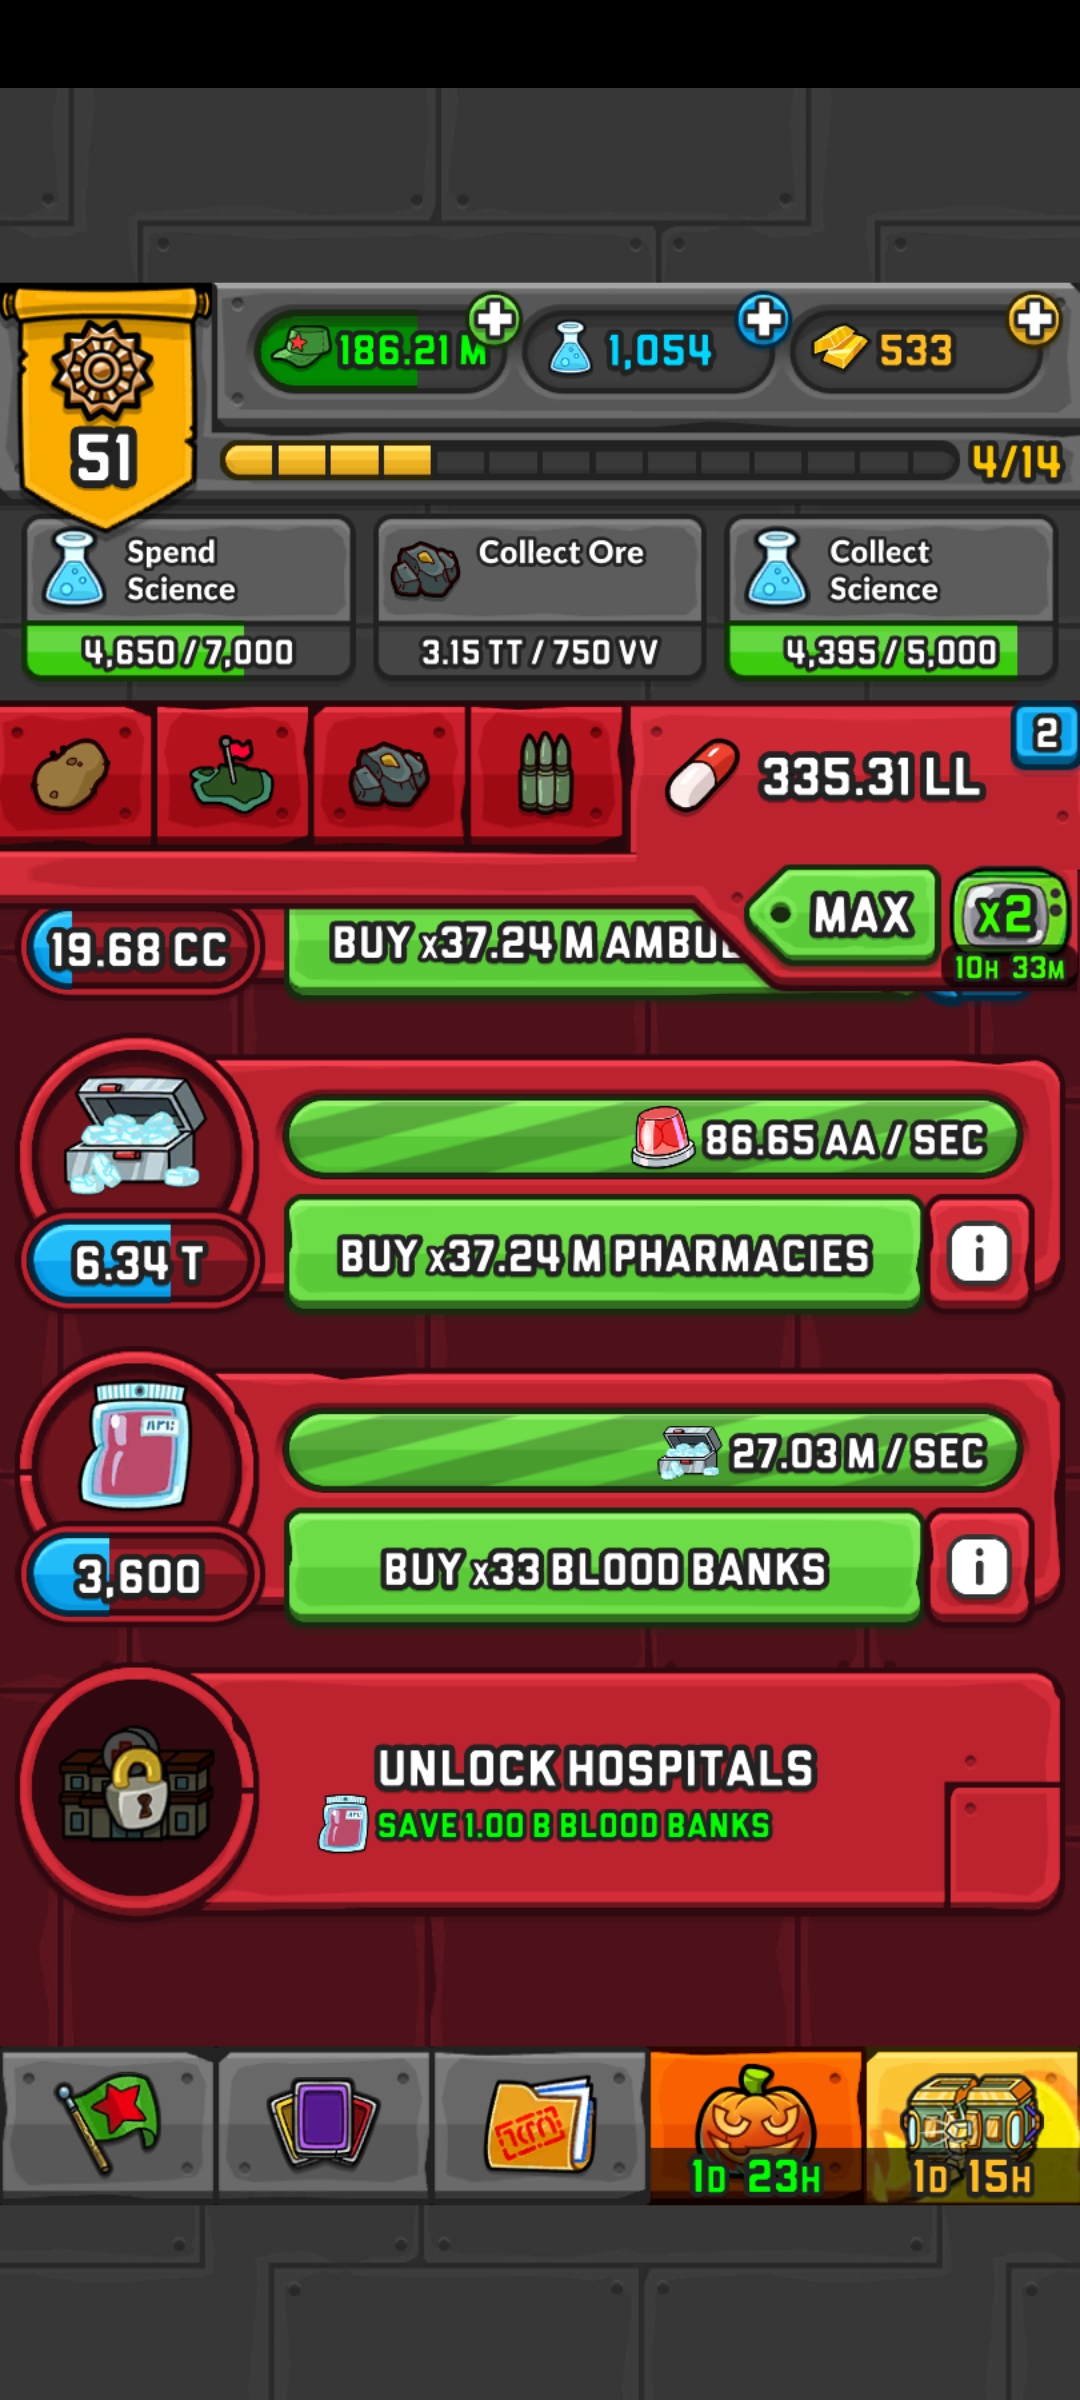 51
186.21 M
1,054
533
4/14
Spend
Science
4,650/7,000
Collect Ore
3.15 TT/750 VV
Collect
Science
4,395/5,000
335.31 LL
2
MAX
x2
10H 33M
19.68 CC
BUY x37.24 M AMBUL
86.65 AA/SEC
6.34 T
BUY x37.24 M PHARMACIES
i
27.03 M/SEC
3,600
BUY x33 BLOOD BANKS
i
UNLOCK HOSPITALS
SAVE 1.00 B BLOOD BANKS
1D 23H
1D 15H